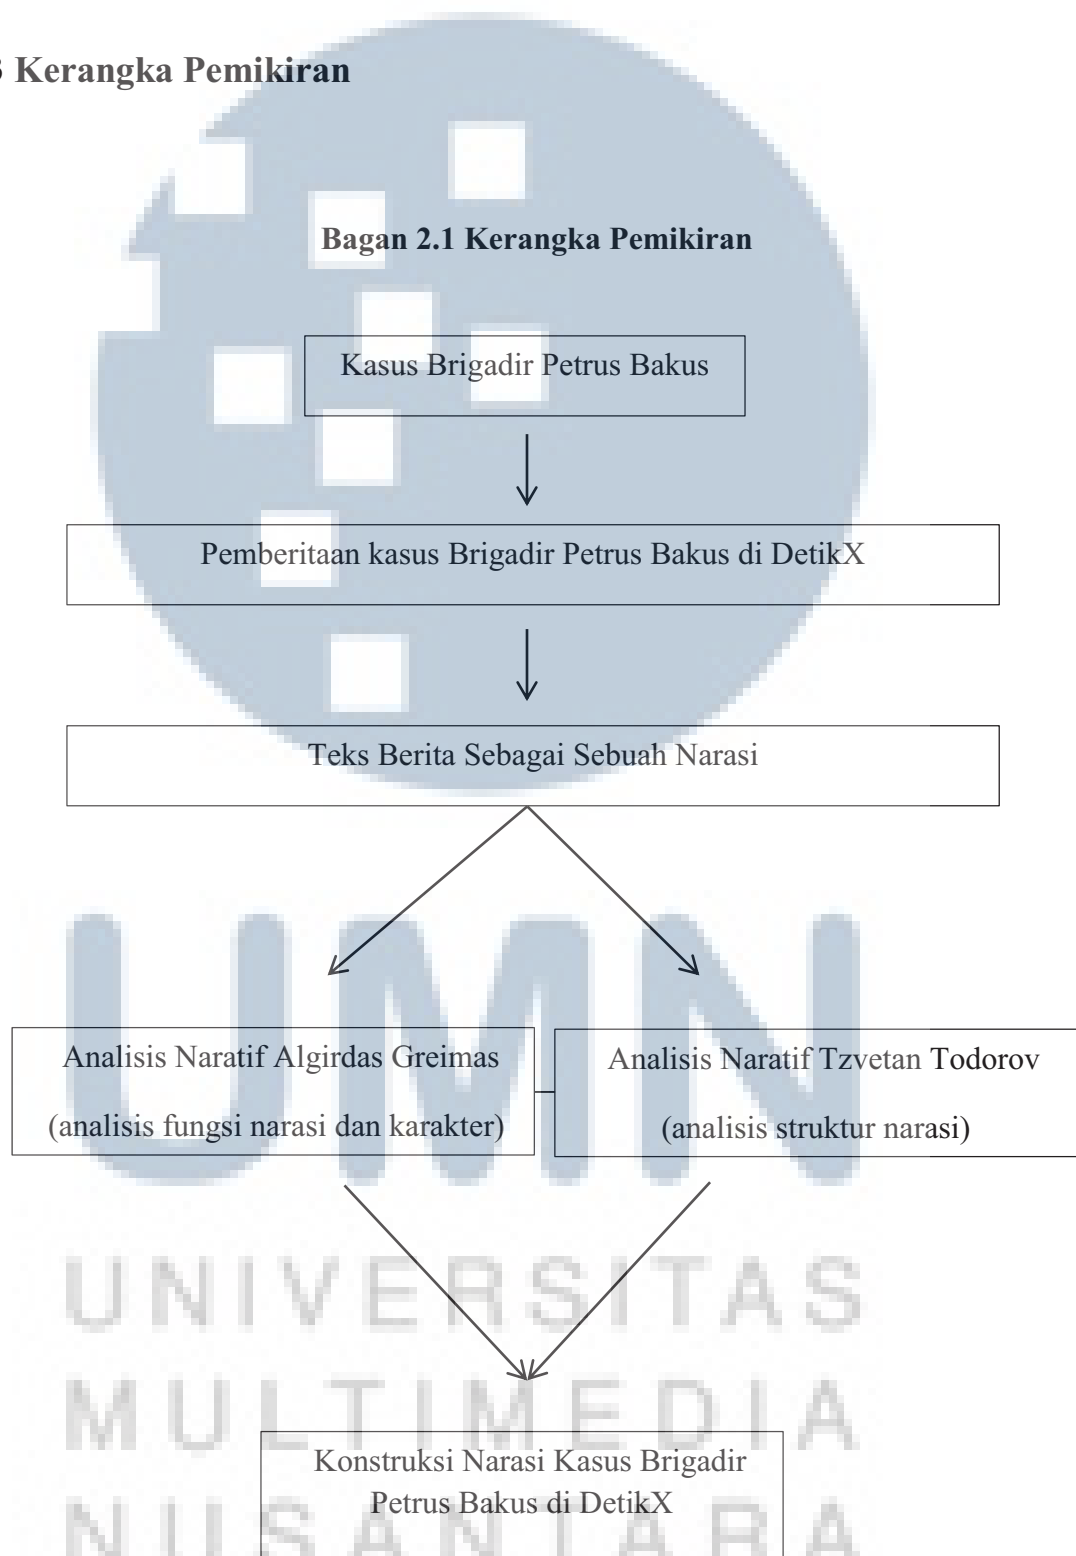 3 Kerangka Pemikiran
Bagan 2.1 Kerangka Pemikiran
Kasus Brigadir Petrus Bakus
Pemberitaan kasus Brigadir Petrus Bakus di DetikX
Teks Berita Sebagai Sebuah Narasi
UMN
Analisis Naratif Algirdas Greimas
(analisis fungsi narasi dan karakter)
Analisis Naratif Tzvetan Todorov
(analisis struktur narasi)
UNIVERSITAS
MULTIMEDIA
Konstruksi Narasi Kasus Brigadir
Petrus Bakus di DetikX
NUSANTARA